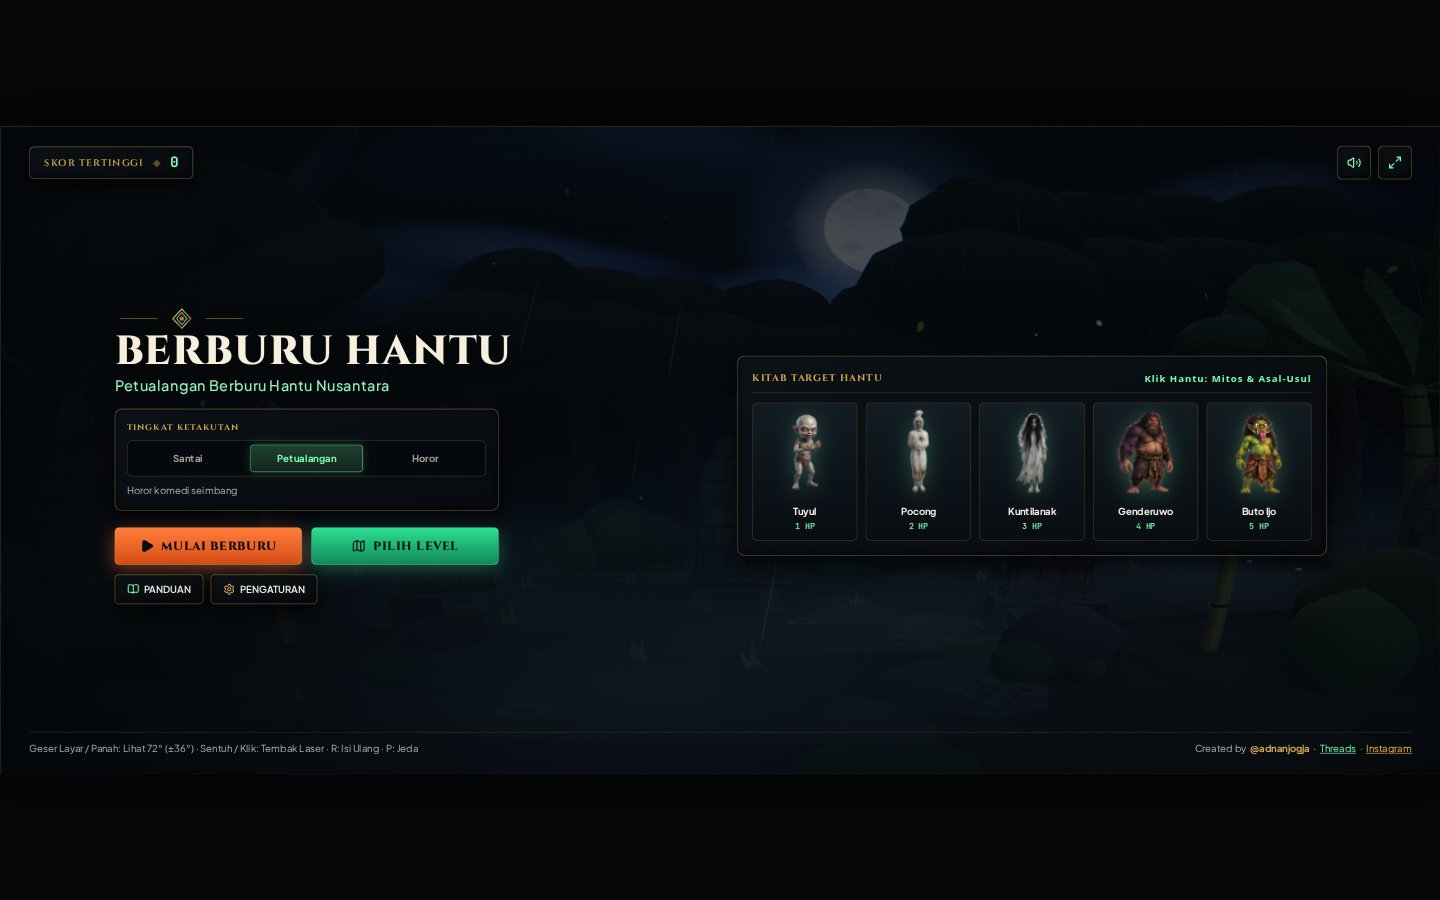 SKOR TERTINGGI ◆ 0
BERBURU HANTU
Petualangan Berburu Hantu Nusantara
TINGKAT KETAKUTAN
Santai Petualangan Horor
Horor komedi seimbang
MULAI BERBURU PILIH LEVEL
PANDUAN PENGATURAN
KITAB TARGET HANTU Klik Hantu: Mitos & Asal-Usul
Tuyul Pocong Kuntilanak Genderuwo Buto Ijo
1 HP 2 HP 3 HP 4 HP 5 HP
Geser Layar / Panah: Lihat 72° (±36°) · Sentuh / Klik: Tembak Laser · R: Isi Ulang · P: Jeda
Created by @adnanjogja · Threads · Instagram